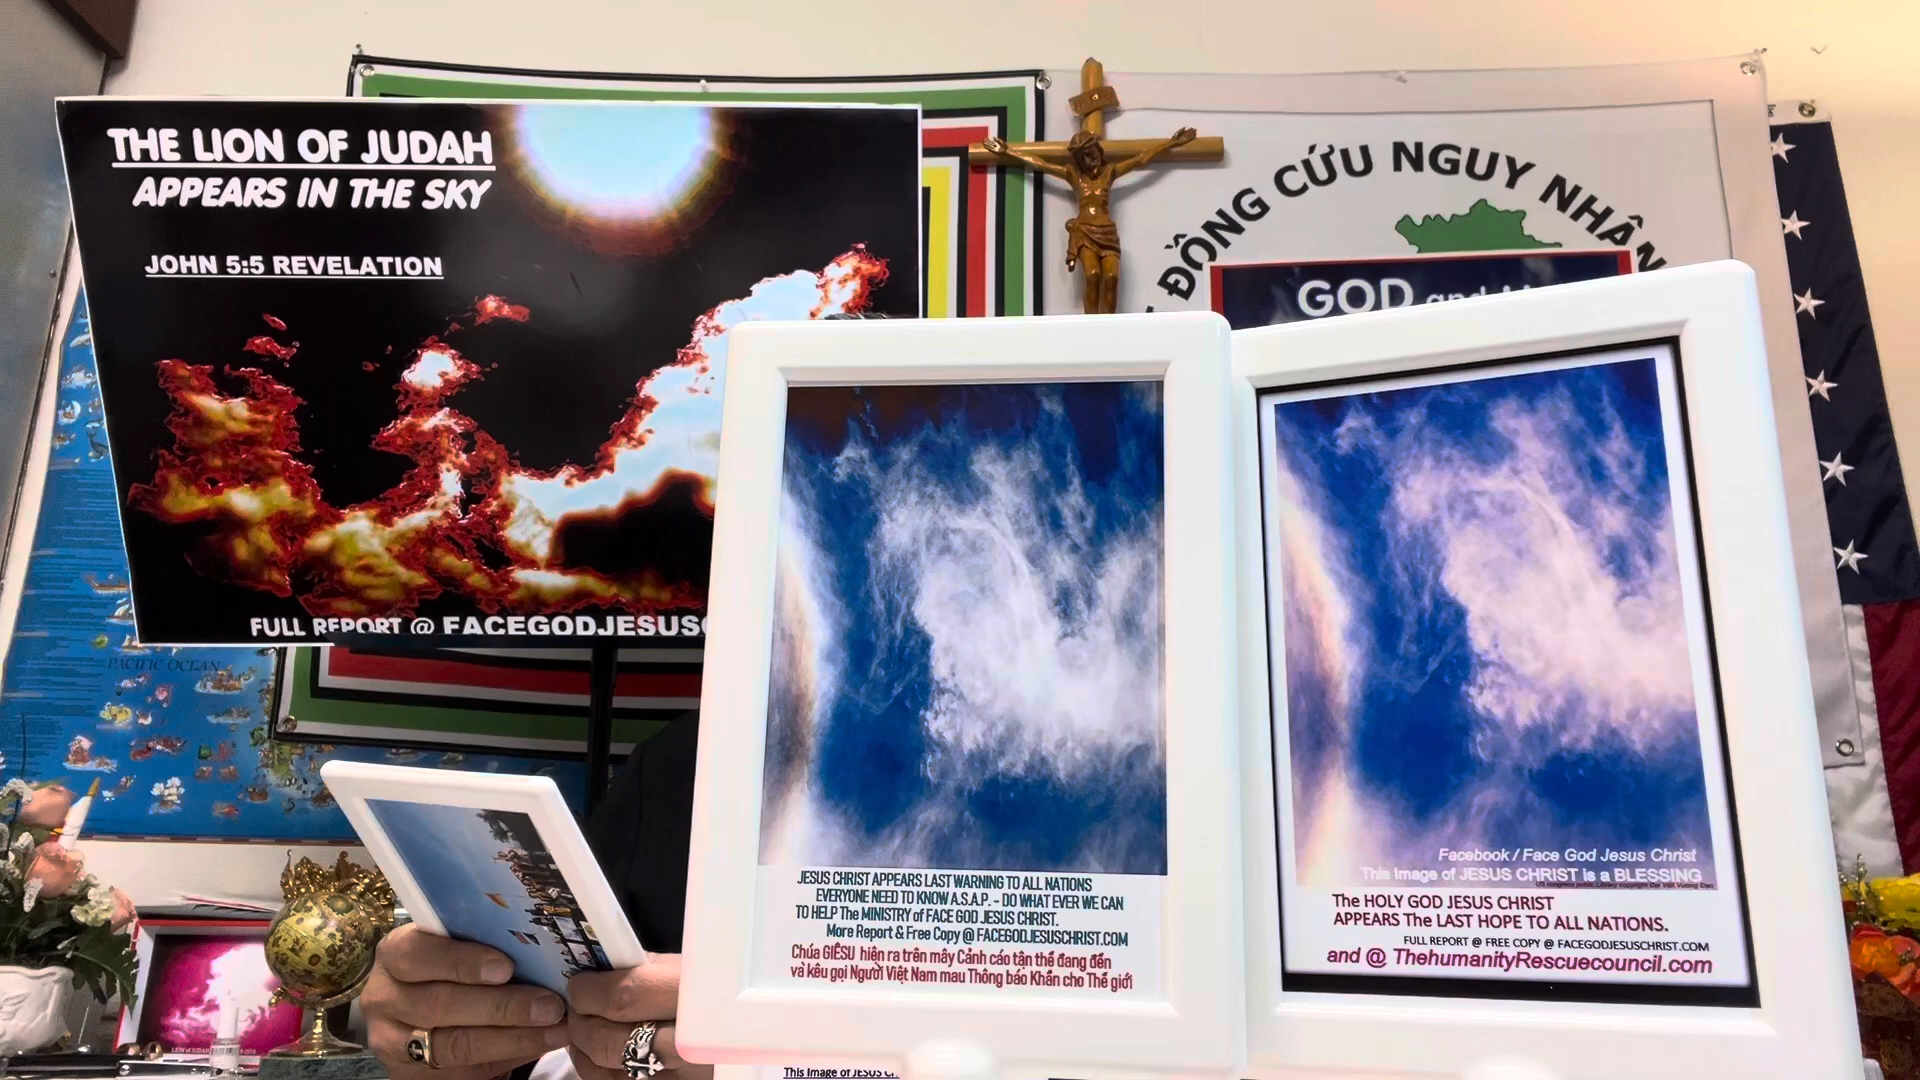 THE LION OF JUDAH
APPEARS IN THE SKY
JOHN 5:5 REVELATION
FULL REPORT @ FACEGODJESUS
ĐỒNG CỨU NGUY NHÂN
GOD and
PACIFIC OCEAN
JESUS CHRIST APPEARS LAST WARNING TO ALL NATIONS
EVERYONE NEED TO KNOW A.S.A.P. - DO WHAT EVER WE CAN
TO HELP The MINISTRY of FACE GOD JESUS CHRIST.
More Report & Free Copy @ FACEGODJESUSCHRIST.COM
Chúa GIÊSU hiện ra trên mây Cảnh cáo tận thế đang đến
và kêu gọi Người Việt Nam mau Thông báo Khẩn cho Thế giới
Facebook / Face God Jesus Christ
This Image of JESUS CHRIST is a BLESSING
The HOLY GOD JESUS CHRIST
APPEARS The LAST HOPE TO ALL NATIONS.
FULL REPORT @ FREE COPY @ FACEGODJESUSCHRIST.COM
and @ ThehumanityRescuecouncil.com
LION of JUDAH
This Image of JESUS